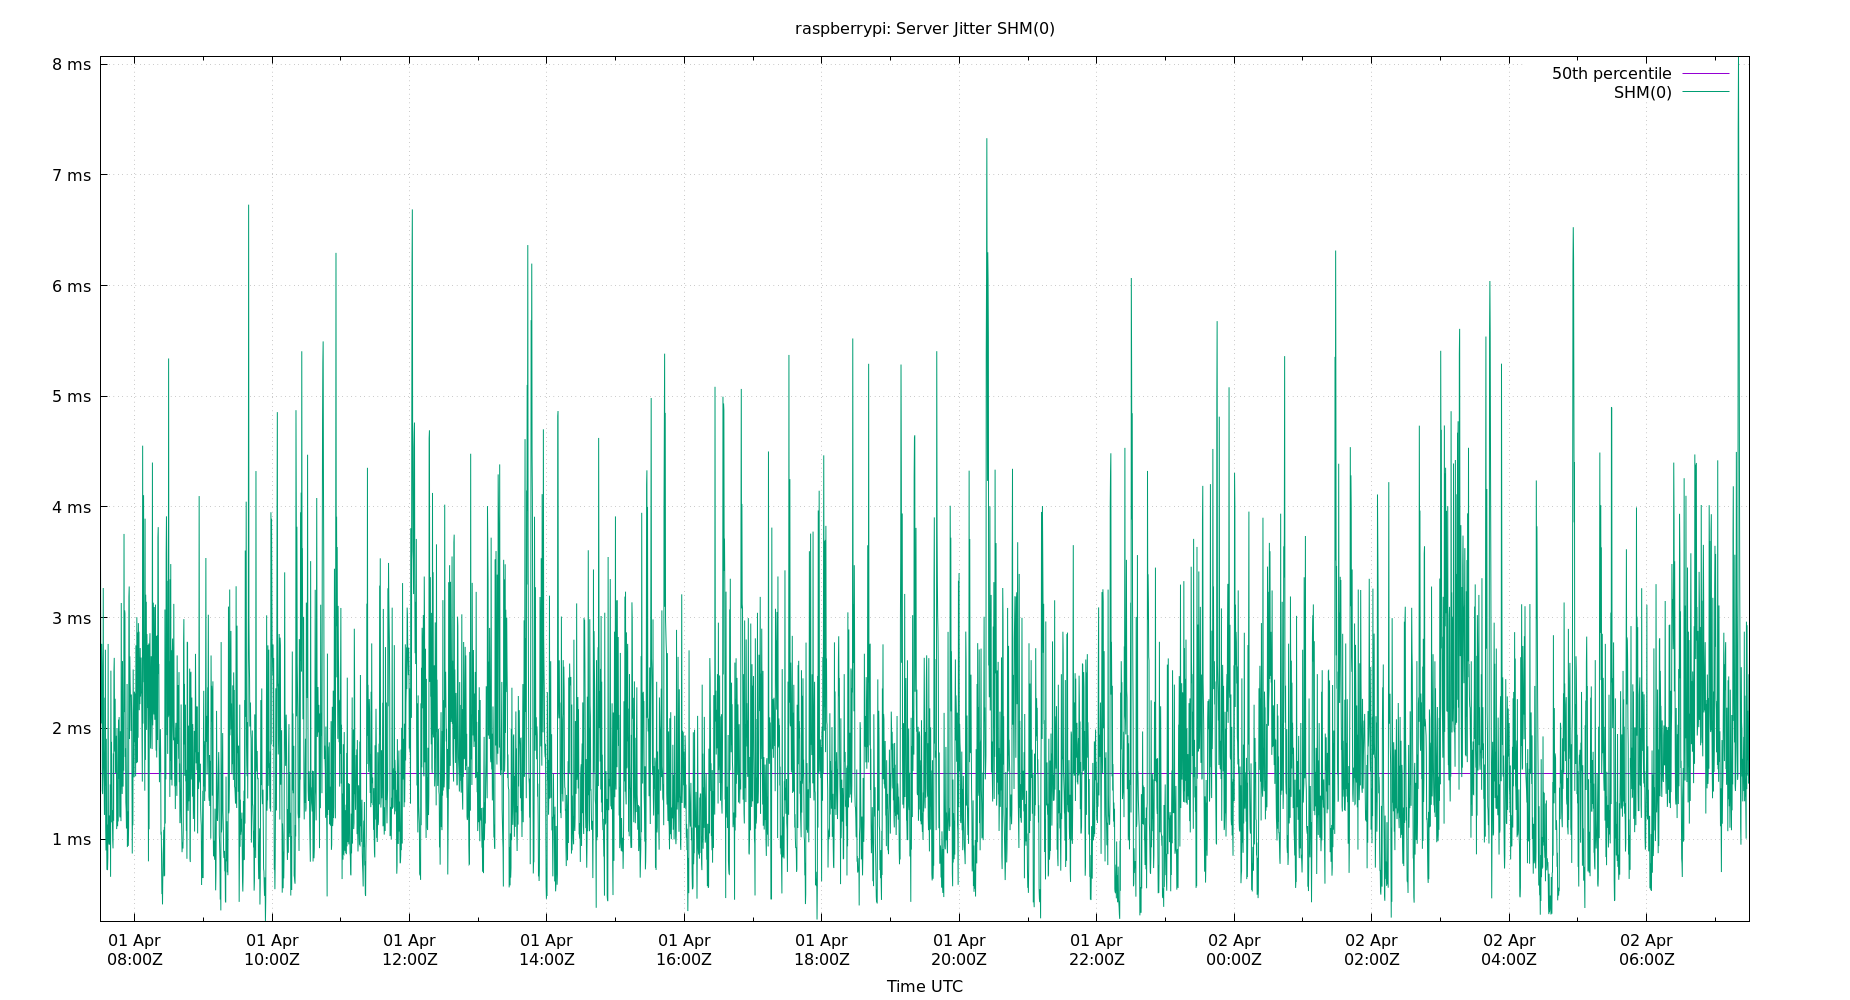 raspberrypi: Server Jitter SHM(0)
8 ms
7 ms
6 ms
5 ms
4 ms
3 ms
2 ms
1 ms
50th percentile
SHM(0)
01 Apr 01 Apr 01 Apr 01 Apr 01 Apr 01 Apr 01 Apr 01 Apr 02 Apr 02 Apr 02 Apr 02 Apr
08:00Z 10:00Z 12:00Z 14:00Z 16:00Z 18:00Z 20:00Z 22:00Z 00:00Z 02:00Z 04:00Z 06:00Z
Time UTC